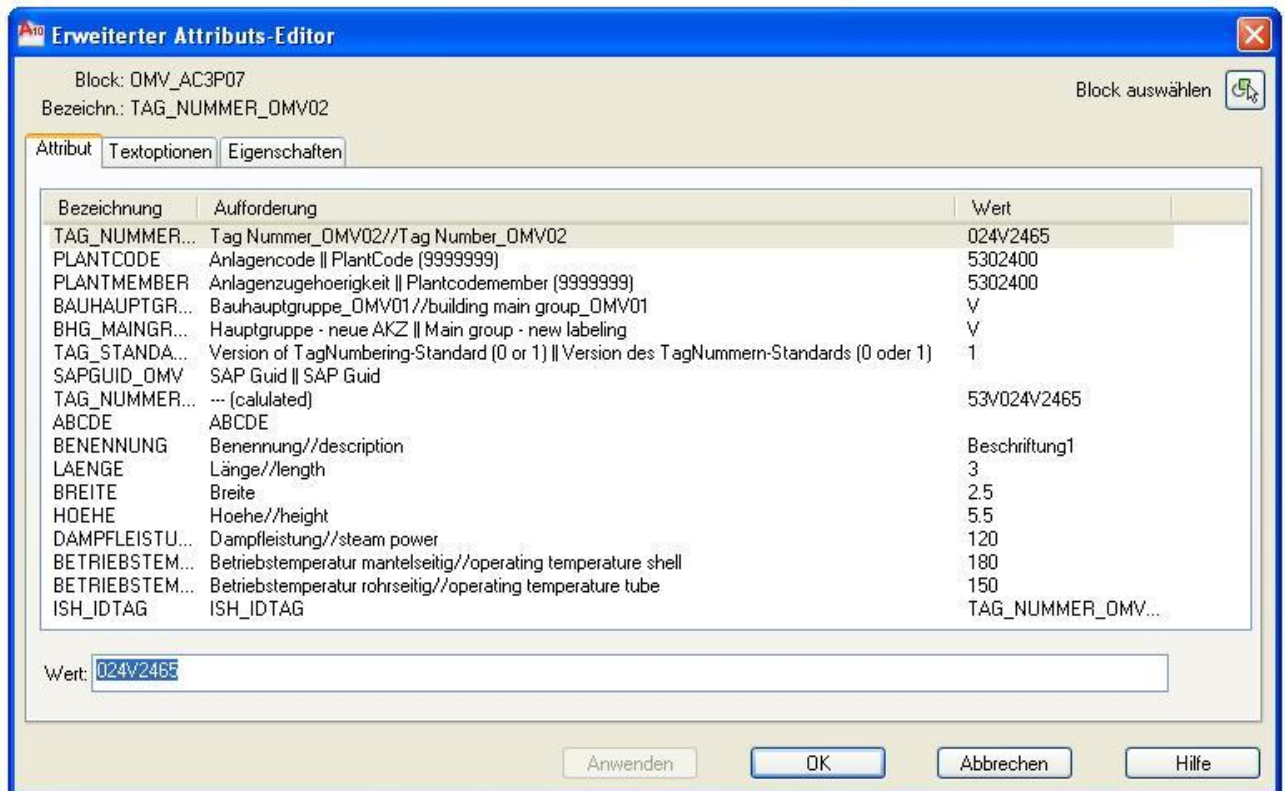 A10 Erweiterter Attributs-Editor
Block: OMV_AC3P07
Block auswählen
Bezeichn.: TAG_NUMMER_OMV02
Attribut Textoptionen Eigenschaften
Bezeichnung Aufforderung Wert
TAG_NUMMER... Tag Nummer_OMV02//Tag Number_OMV02 024V2465
PLANTCODE Anlagencode || PlantCode (9999999) 5302400
PLANTMEMBER Anlagenzugehoerigkeit || Plantcodemember (9999999) 5302400
BAUHAUPTGR... Bauhauptgruppe_OMV01//building main group_OMV01 V
BHG_MAINGR... Hauptgruppe - neue AKZ || Main group - new labeling V
TAG_STANDA... Version of TagNumbering-Standard (0 or 1) || Version des TagNummern-Standards (0 oder 1) 1
SAPGUID_OMV SAP Guid || SAP Guid
TAG_NUMMER... --- (calulated) 53V024V2465
ABCDE ABCDE
BENENNUNG Benennung//description Beschriftung1
LAENGE Länge//length 3
BREITE Breite 2.5
HOEHE Hoehe//height 5.5
DAMPFLEISTU... Dampfleistung//steam power 120
BETRIEBSTEM... Betriebstemperatur mantelseitig//operating temperature shell 180
BETRIEBSTEM... Betriebstemperatur rohrseitig//operating temperature tube 150
ISH_IDTAG ISH_IDTAG TAG_NUMMER_OMV...
Wert: 024V2465
Anwenden OK Abbrechen Hilfe